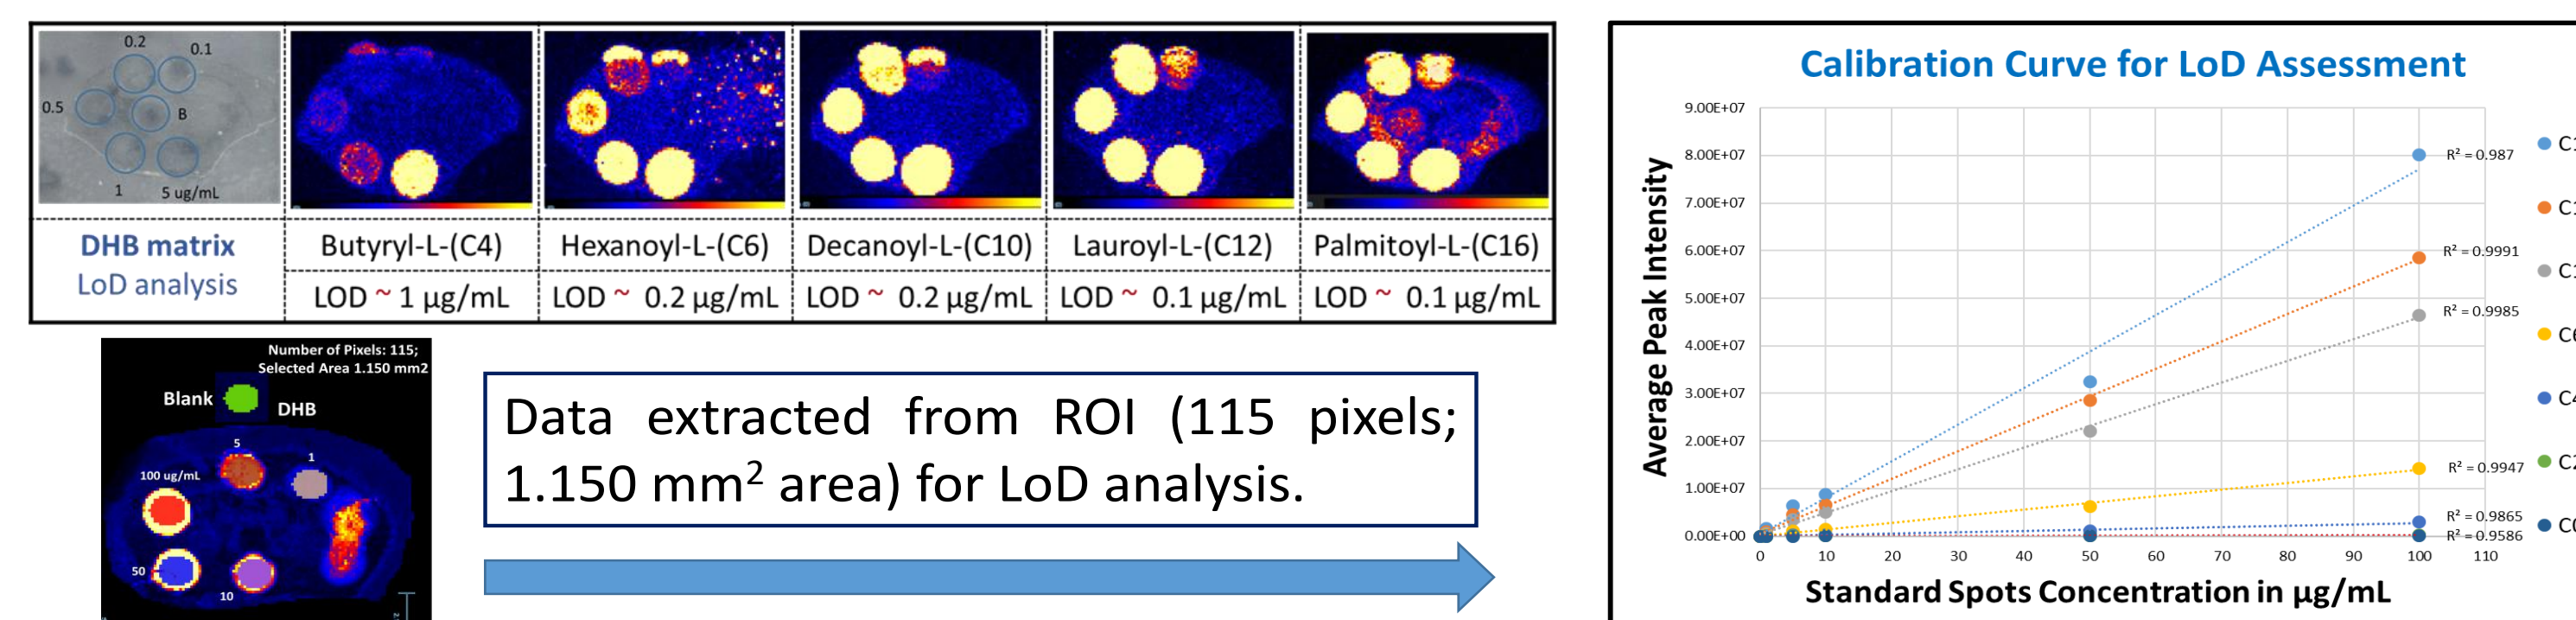 0.2
0.1
0.5
B
1
5 ug/mL
DHB matrix
LoD analysis
Butyryl-L-(C4)
Hexanoyl-L-(C6)
Decanoyl-L-(C10)
Lauroyl-L-(C12)
Palmitoyl-L-(C16)
LOD ~ 1 µg/mL
LOD ~ 0.2 µg/mL
LOD ~ 0.2 µg/mL
LOD ~ 0.1 µg/mL
LOD ~ 0.1 µg/mL
Number of Pixels: 115;
Selected Area 1.150 mm2
Blank
DHB
5
1
100 ug/mL
50
10
Data extracted from ROI (115 pixels;
1.150 mm² area) for LoD analysis.
Calibration Curve for LoD Assessment
Average Peak Intensity
9.00E+07
8.00E+07
7.00E+07
6.00E+07
5.00E+07
4.00E+07
3.00E+07
2.00E+07
1.00E+07
0.00E+00
R² = 0.987
R² = 0.9991
R² = 0.9985
R² = 0.9947
R² = 0.9865
R² = 0.9586
0 10 20 30 40 50 60 70 80 90 100 110
Standard Spots Concentration in µg/mL